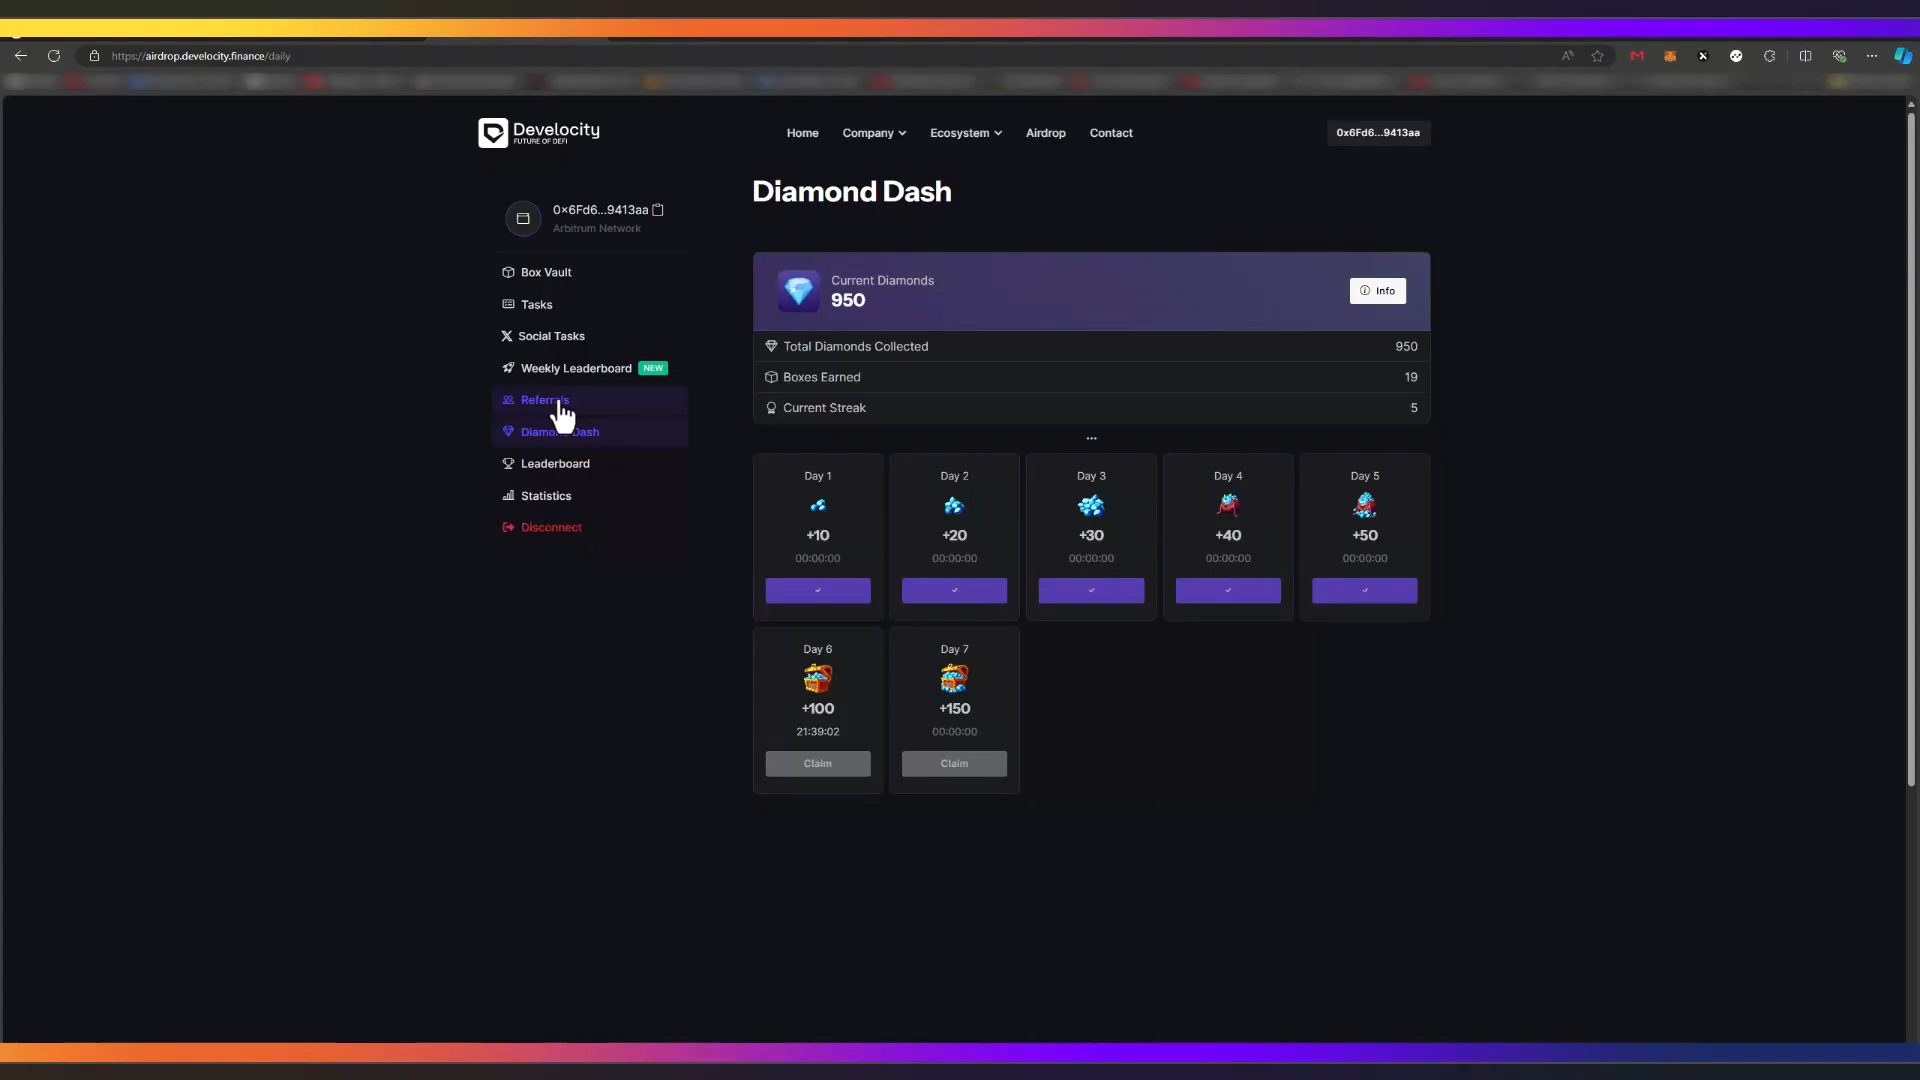 https://airdrop.develocity.finance/daily
Develocity
FUTURE OF DEFI
Home
Company
Ecosystem
Airdrop
Contact
0x6Fd6...9413aa
0x6Fd6...9413aa
Arbitrum Network
Box Vault
Tasks
Social Tasks
Weekly Leaderboard NEW
Referrals
Diamond Dash
Leaderboard
Statistics
Disconnect
Diamond Dash
Current Diamonds
950
Info
Total Diamonds Collected 950
Boxes Earned 19
Current Streak 5
...
Day 1
+10
00:00:00
Day 2
+20
00:00:00
Day 3
+30
00:00:00
Day 4
+40
00:00:00
Day 5
+50
00:00:00
Day 6
+100
21:39:02
Claim
Day 7
+150
00:00:00
Claim